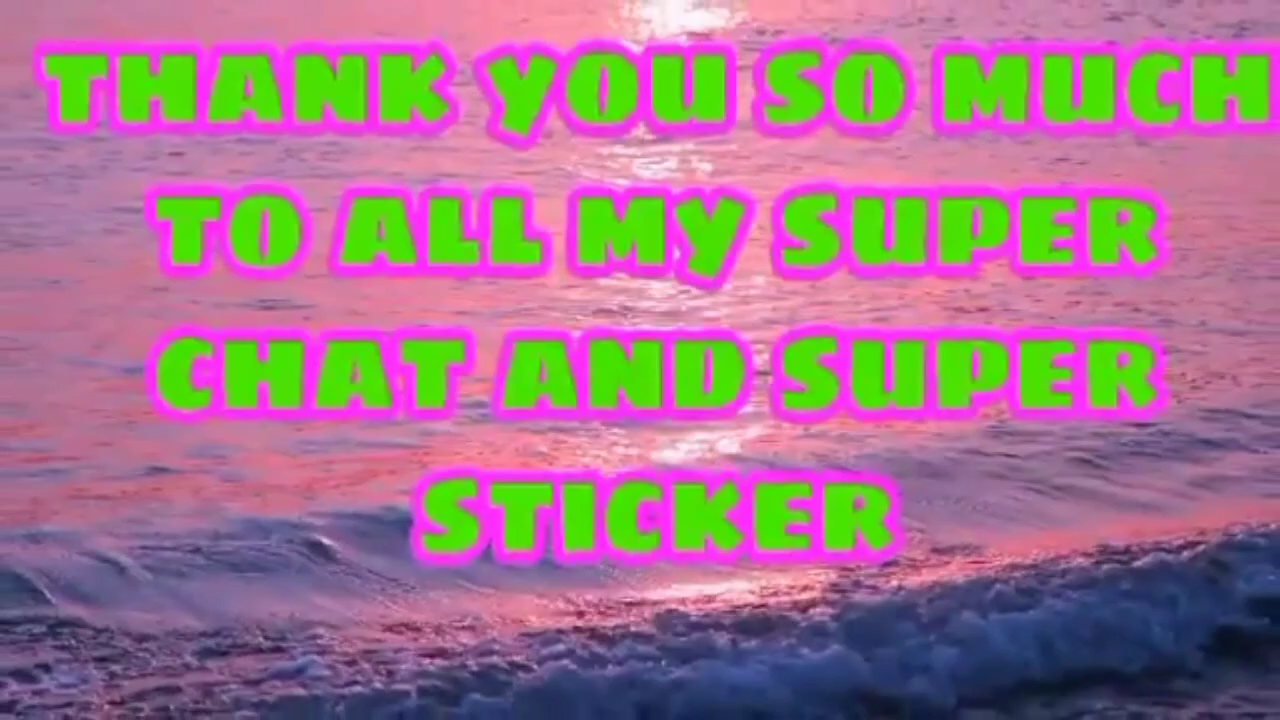 THANK YOU SO MUCH
TO ALL MY SUPER
CHAT AND SUPER
STICKER